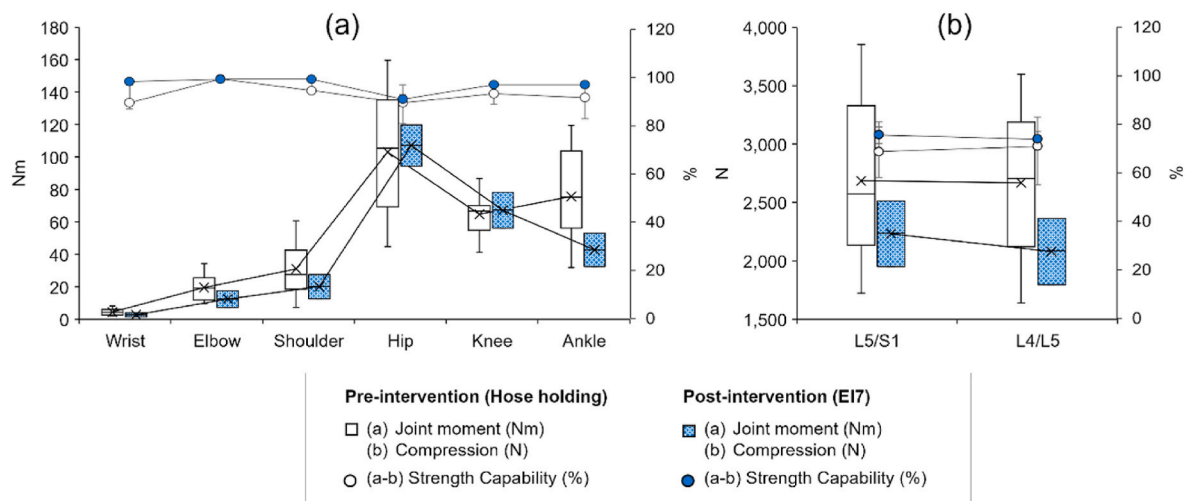 (a)
(b)
180
160
140
120
100
80
60
40
20
0
Nm
120
100
80
60
40
20
0
%
Wrist Elbow Shoulder Hip Knee Ankle
4,000
3,500
3,000
2,500
2,000
1,500
N
120
100
80
60
40
20
0
%
L5/S1 L4/L5
Pre-intervention (Hose holding)
(a) Joint moment (Nm)
(b) Compression (N)
(a-b) Strength Capability (%)
Post-intervention (EI7)
(a) Joint moment (Nm)
(b) Compression (N)
(a-b) Strength Capability (%)